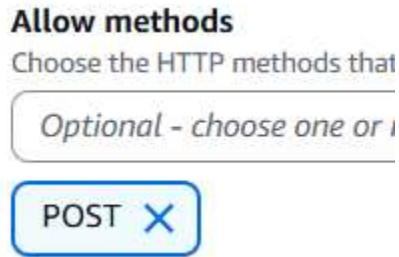 Allow methods
Choose the HTTP methods that
Optional - choose one or
POST